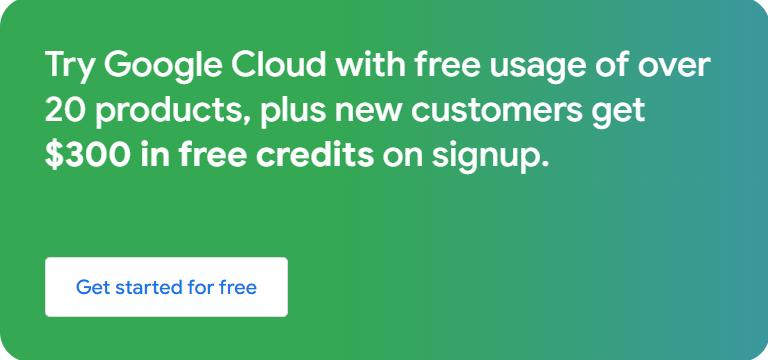 Try Google Cloud with free usage of over
20 products, plus new customers get
$300 in free credits on signup.
Get started for free